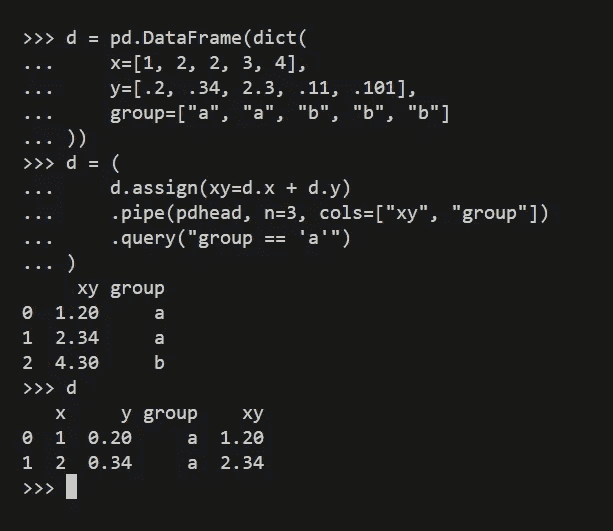 >>> d = pd.DataFrame(dict(
...     x=[1, 2, 2, 3, 4],
...     y=[.2, .34, 2.3, .11, .101],
...     group=["a", "a", "b", "b", "b"]
... ))
>>> d = (
...     d.assign(xy=d.x + d.y)
...     .pipe(pdhead, n=3, cols=["xy", "group"])
...     .query("group == 'a'")
... )
     xy group
0  1.20     a
1  2.34     a
2  4.30     b
>>> d
   x     y group    xy
0  1  0.20     a  1.20
1  2  0.34     a  2.34
>>>